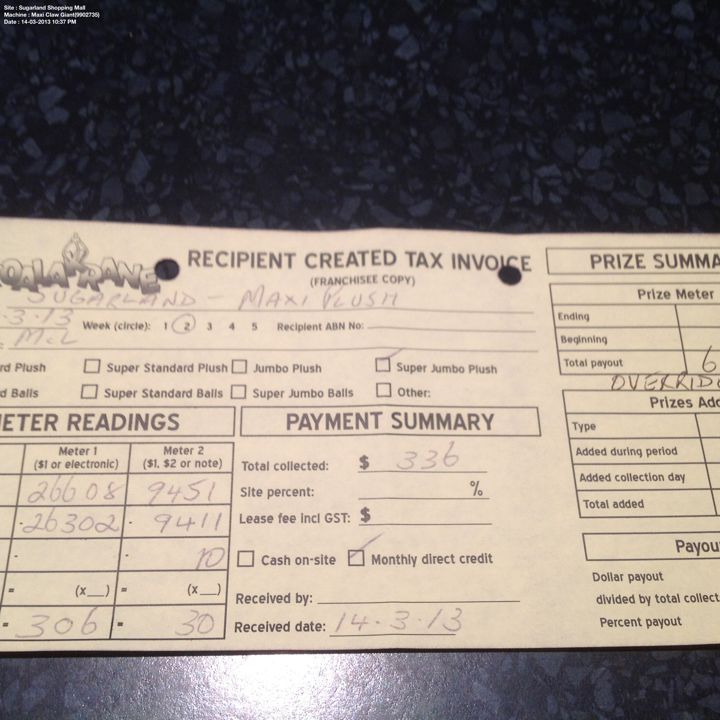 Site : Sugarland Shopping Mall
Machine : Maxi Claw Giant(9902735)
Date : 14-03-2013 10:37 PM
RECIPIENT CREATED TAX INVOICE
(FRANCHISEE COPY)
SUGARLAND - MAXI PLUSH
3.13 Week (circle): 1 2 3 4 5 Recipient ABN No:
rd Plush Super Standard Plush Jumbo Plush Super Jumbo Plush
d Balls Super Standard Balls Super Jumbo Balls Other:
ETER READINGS
Meter 1 Meter 2
($1 or electronic) ($1, $2 or note)
26608 9451
26302 9411
10
= (x__) = (x__)
= 306 = 30
PAYMENT SUMMARY
Total collected: $ 336
Site percent: %
Lease fee incl GST: $
Cash on-site Monthly direct credit
Received by:
Received date: 14.3.13
PRIZE SUMMA
Prize Meter
Ending
Beginning
Total payout 6
OVERRID
Prizes Add
Type
Added during period
Added collection day
Total added
Payou
Dollar payout
divided by total collect
Percent payout